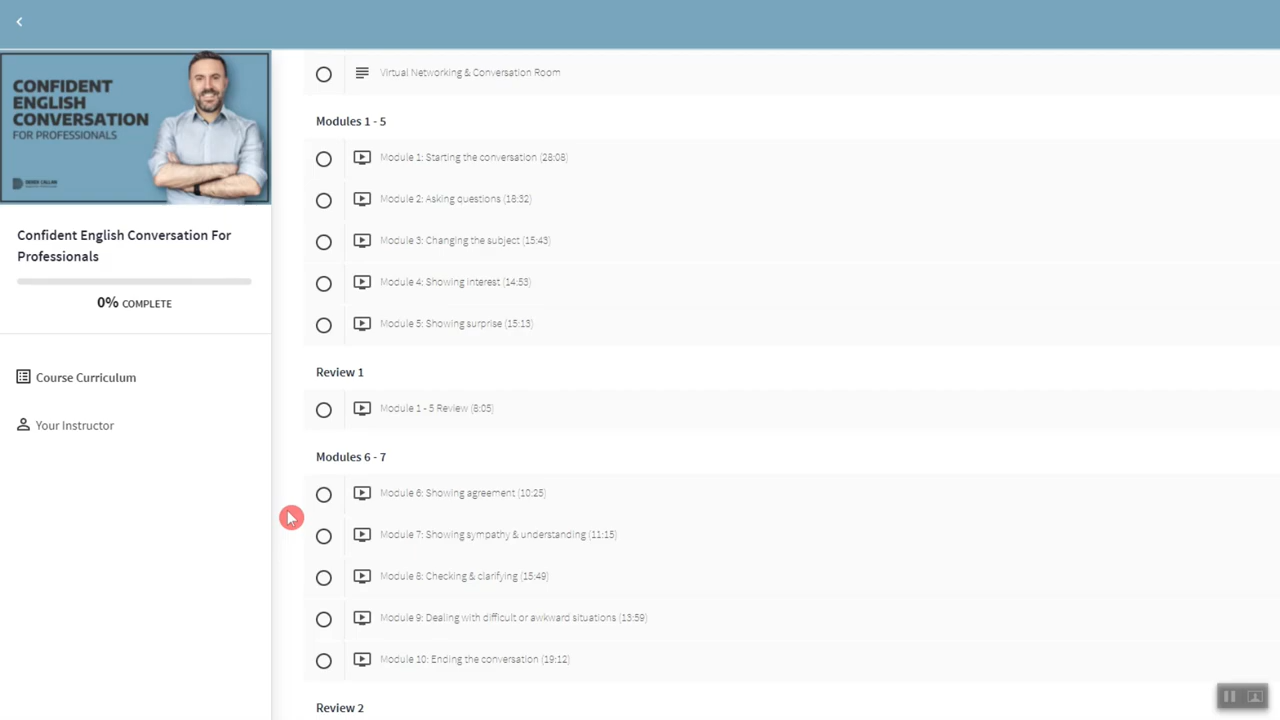 CONFIDENT
ENGLISH
CONVERSATION
FOR PROFESSIONALS
Confident English Conversation For
Professionals
0% COMPLETE
Course Curriculum
Your Instructor
Virtual Networking & Conversation Room
Modules 1 - 5
Module 1: Starting the conversation (28:08)
Module 2: Asking questions (18:32)
Module 3: Changing the subject (15:43)
Module 4: Showing interest (14:53)
Module 5: Showing surprise (15:13)
Review 1
Module 1 - 5 Review (8:05)
Modules 6 - 7
Module 6: Showing agreement (10:25)
Module 7: Showing sympathy & understanding (11:15)
Module 8: Checking & clarifying (15:49)
Module 9: Dealing with difficult or awkward situations (13:59)
Module 10: Ending the conversation (19:12)
Review 2